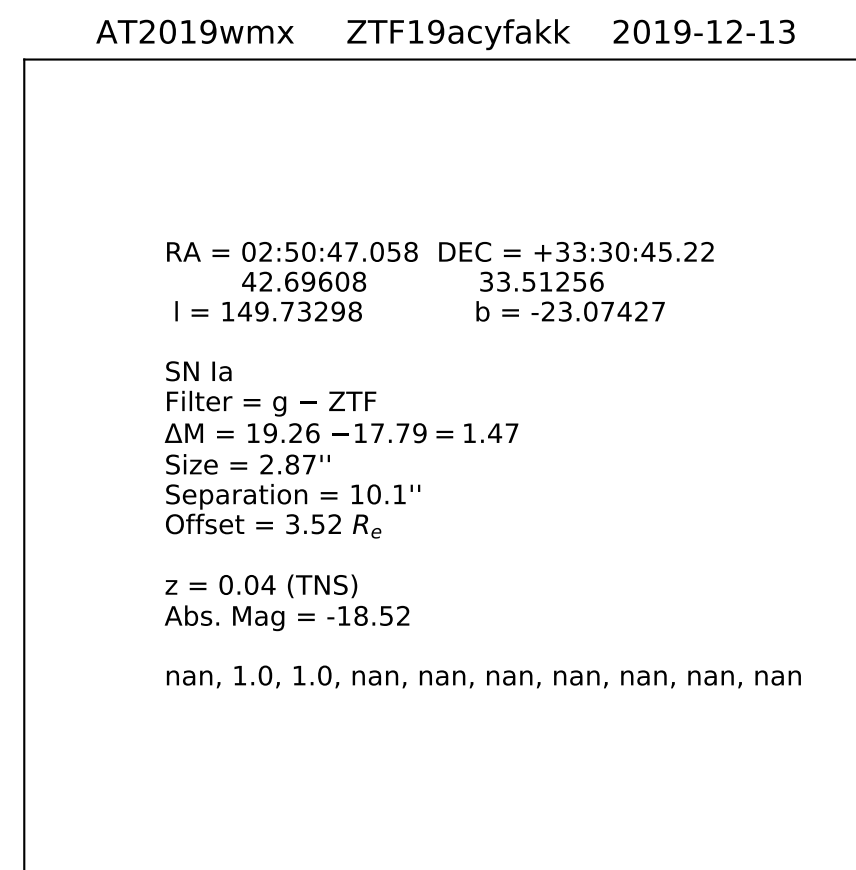 AT2019wmx ZTF19acyfakk 2019-12-13
RA = 02:50:47.058 DEC = +33:30:45.22
42.69608 33.51256
l = 149.73298 b = -23.07427
SN Ia
Filter = g − ZTF
ΔM = 19.26 −17.79 = 1.47
Size = 2.87''
Separation = 10.1''
Offset = 3.52 Rₑ
z = 0.04 (TNS)
Abs. Mag = -18.52
nan, 1.0, 1.0, nan, nan, nan, nan, nan, nan, nan